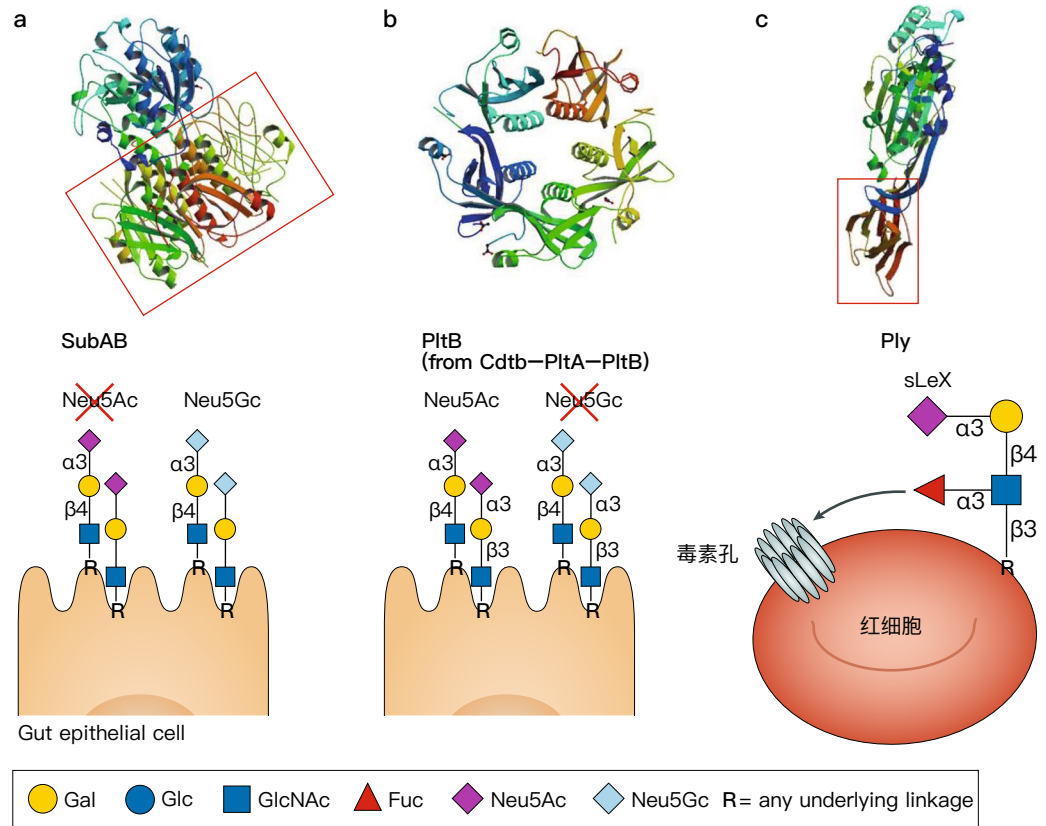 a
b
c
SubAB
Neu5Ac
Neu5Gc
α3
α3
β4
β4
R
R
R
R
Gut epithelial cell
PltB
(from Cdtb–PltA–PltB)
Neu5Ac
Neu5Gc
α3
α3
α3
α3
β4
β3
β4
β3
R
R
R
R
Ply
sLeX
α3
β4
α3
β3
R
毒素孔
红细胞
Gal
Glc
GlcNAc
Fuc
Neu5Ac
Neu5Gc
R = any underlying linkage